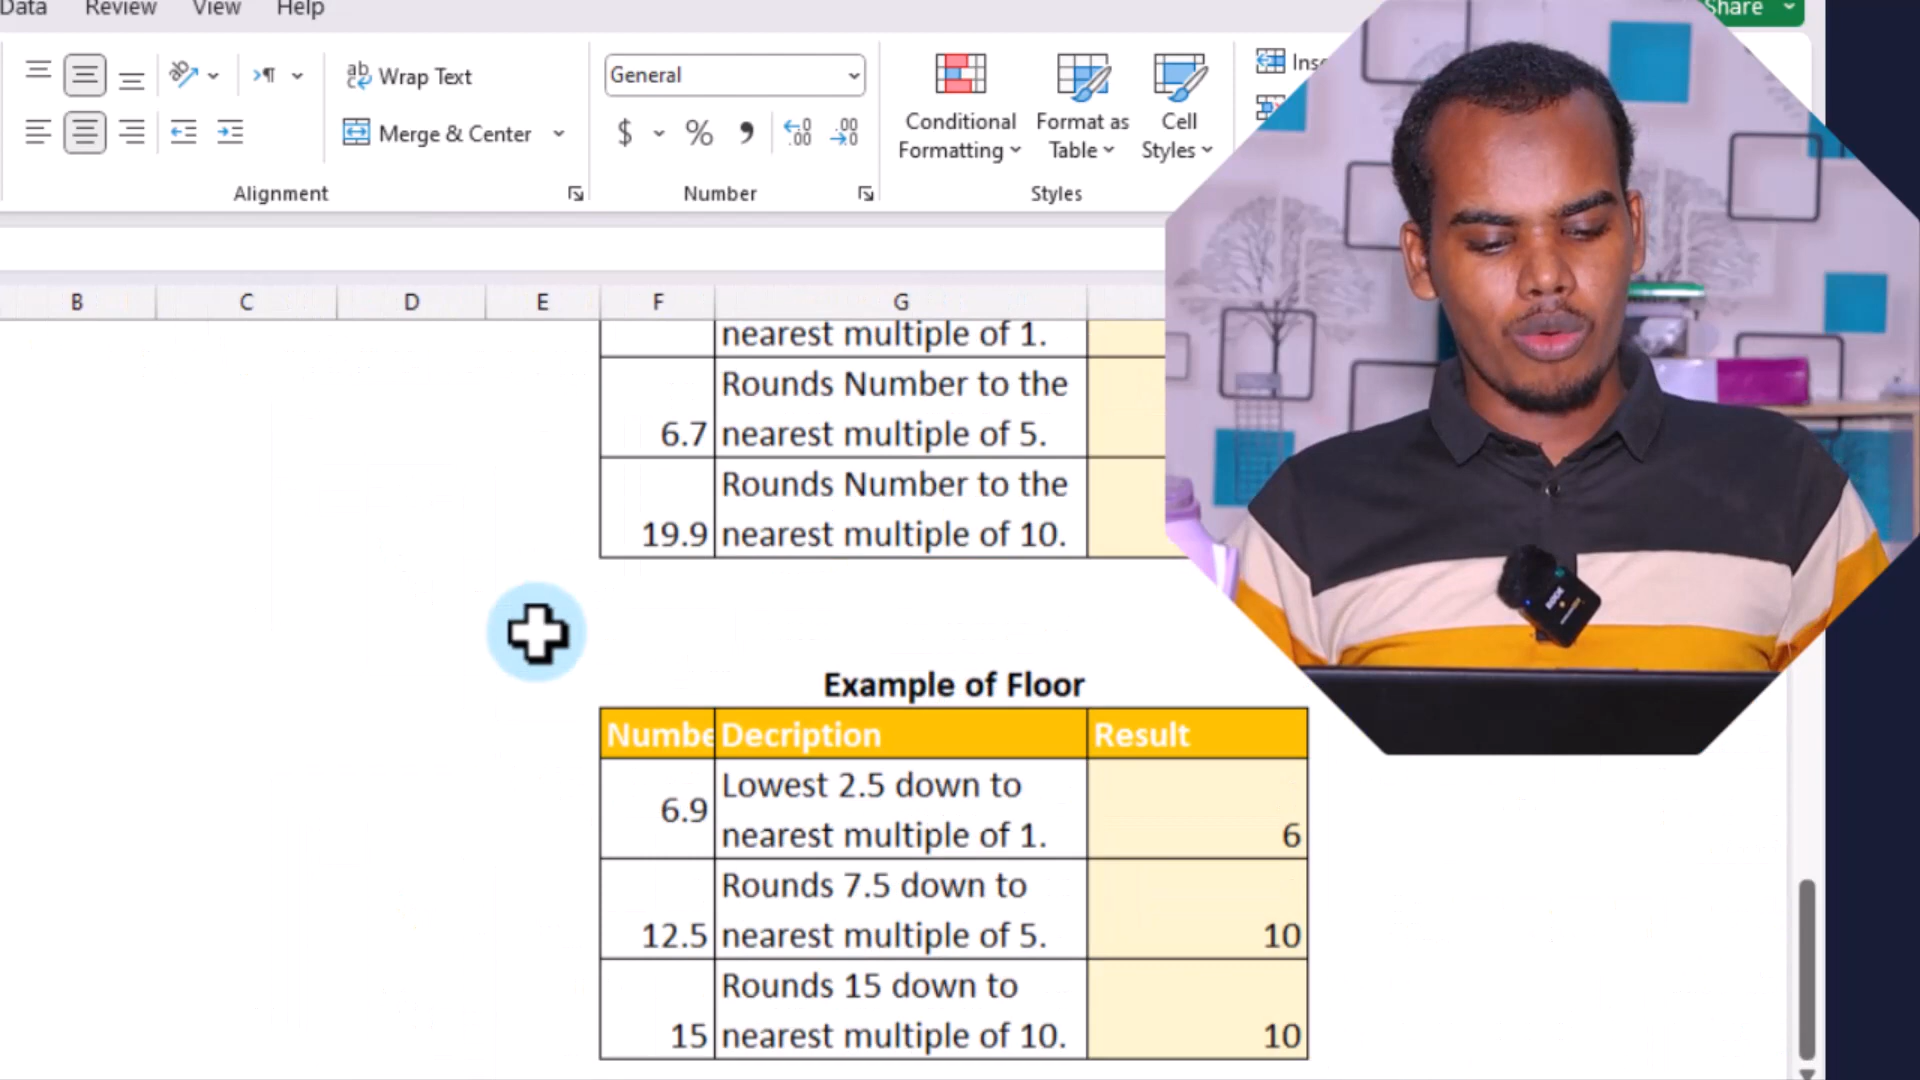 Data Review View Help
Share
Wrap Text
General
Conditional Formatting
Format as Table
Cell Styles
Merge & Center
$ % ,
Alignment
Number
Styles
B C D E F G
nearest multiple of 1.
Rounds Number to the
6.7 nearest multiple of 5.
Rounds Number to the
19.9 nearest multiple of 10.
Example of Floor
Numbe Decription Result
Lowest 2.5 down to
6.9
nearest multiple of 1. 6
Rounds 7.5 down to
12.5 nearest multiple of 5. 10
Rounds 15 down to
15 nearest multiple of 10. 10